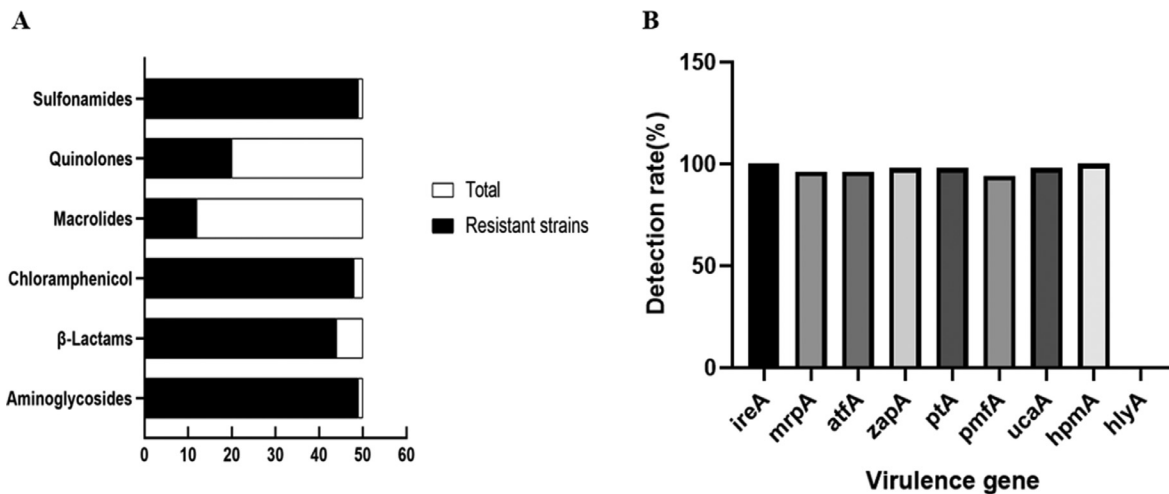 A
Sulfonamides
Quinolones
Macrolides
Chloramphenicol
β-Lactams
Aminoglycosides
0 10 20 30 40 50 60
Total
Resistant strains
B
Detection rate(%)
150
100
50
0
ireA mrpA atfA zapA ptA pmfA ucaA hpmA hlyA
Virulence gene